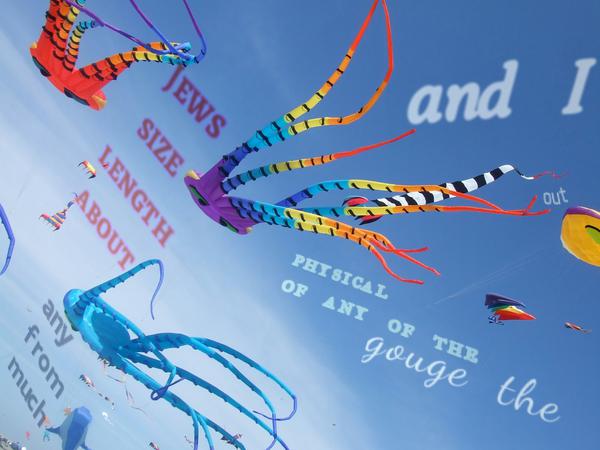 and I
JEWS
SIZE
LENGTH
ABOUT
out
PHYSICAL
OF ANY OF THE
gouge the
any
from
much